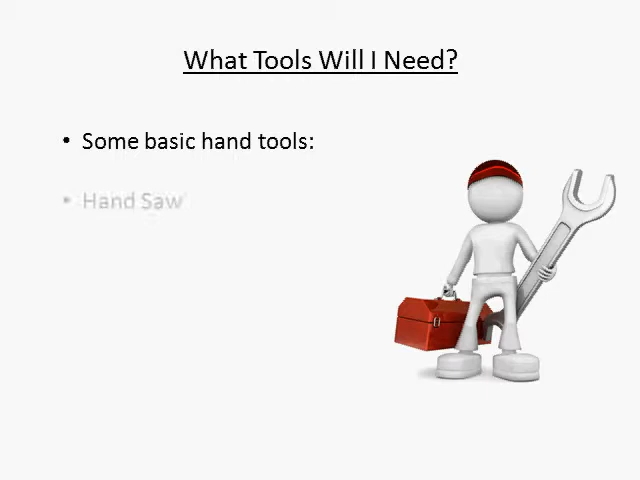 What Tools Will I Need?
• Some basic hand tools:
• Hand Saw